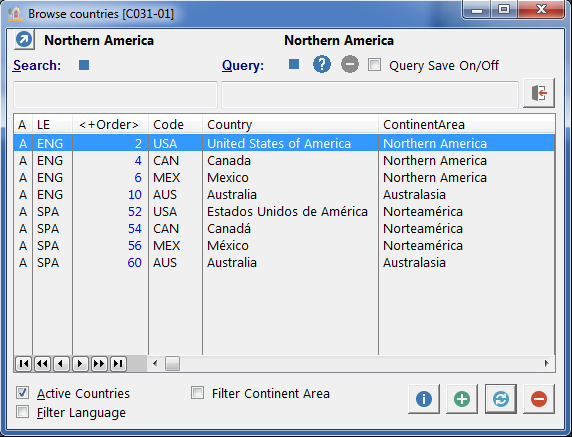 Browse countries [C031-01]
Northern America Northern America
Search: Query: Query Save On/Off
A LE <+Order> Code Country ContinentArea
A ENG 2 USA United States of America Northern America
A ENG 4 CAN Canada Northern America
A ENG 6 MEX Mexico Northern America
A ENG 10 AUS Australia Australasia
A SPA 52 USA Estados Unidos de América Norteamérica
A SPA 54 CAN Canadá Norteamérica
A SPA 56 MEX México Norteamérica
A SPA 60 AUS Australia Australasia
Active Countries Filter Continent Area
Filter Language